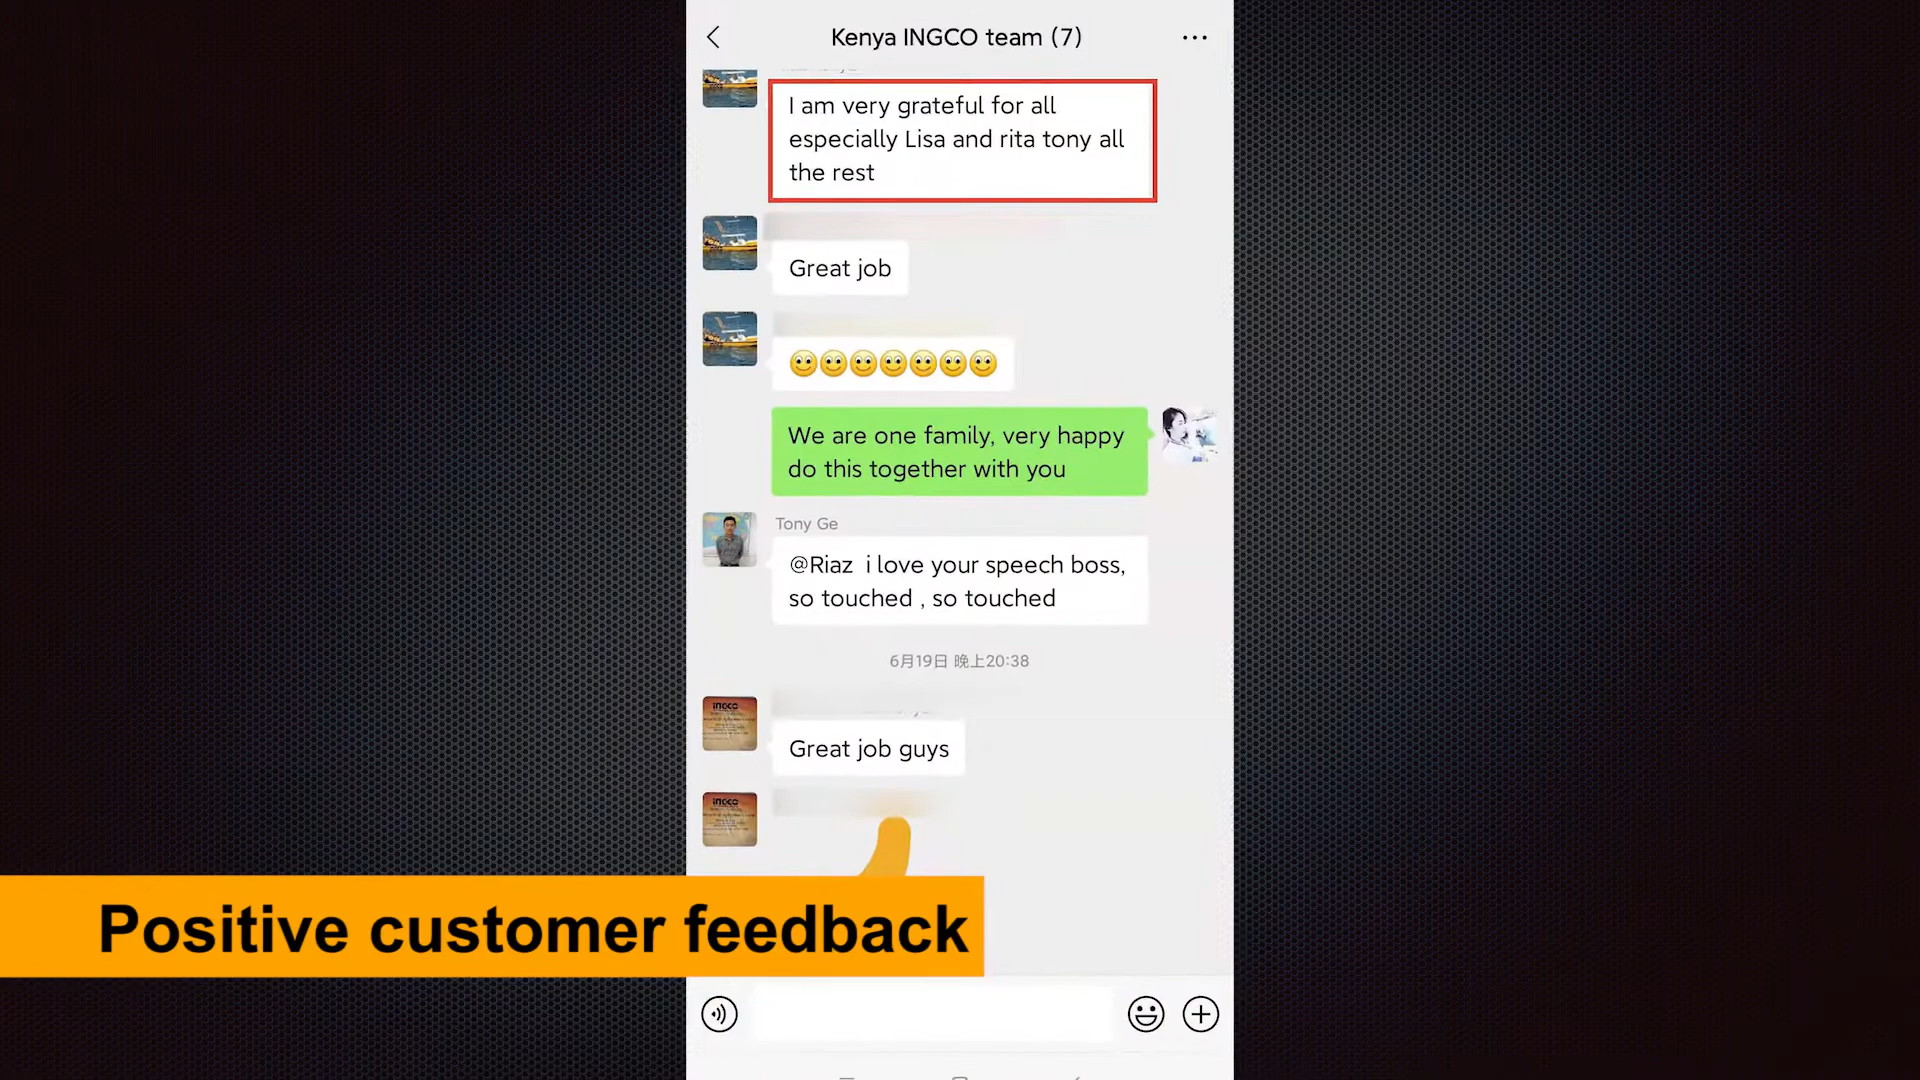 Kenya INGCO team (7)
I am very grateful for all
especially Lisa and rita tony all
the rest
Great job
We are one family, very happy
do this together with you
Tony Ge
@Riaz i love your speech boss,
so touched , so touched
6月19日 晚上20:38
INGCO
Great job guys
INGCO
Positive customer feedback